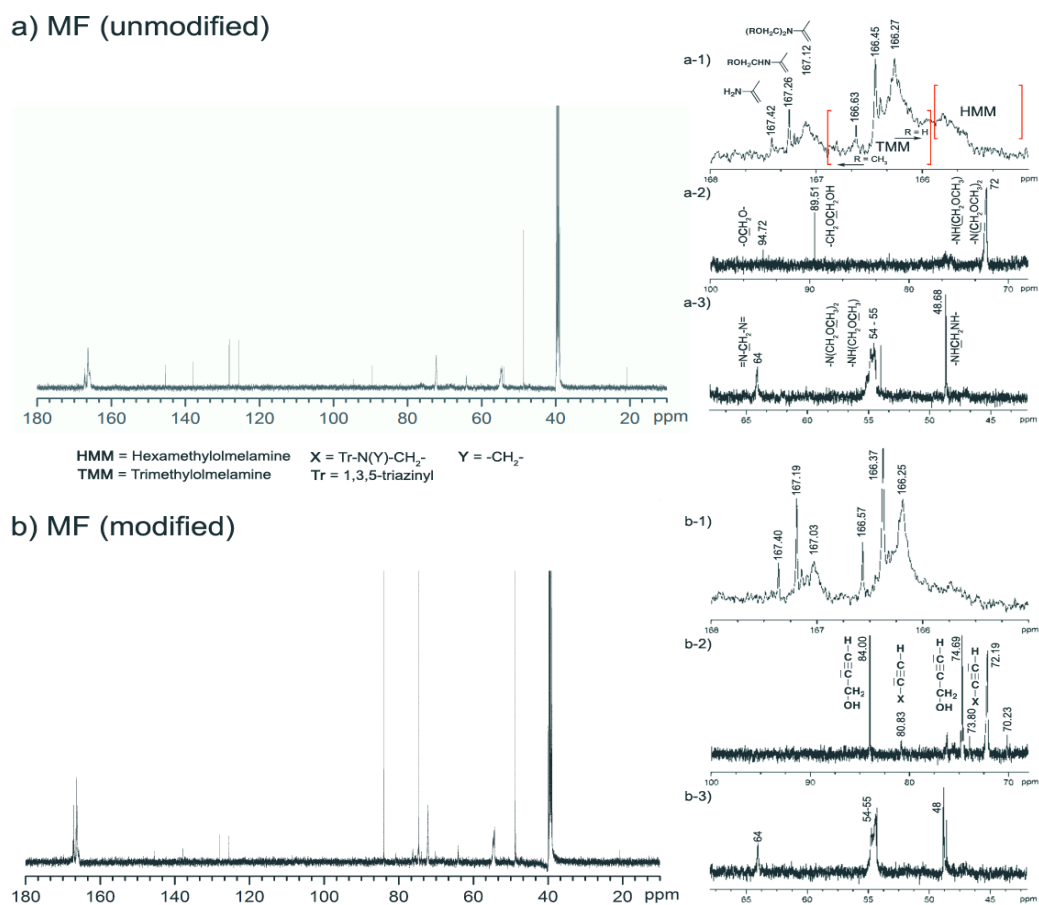 a) MF (unmodified)
180 160 140 120 100 80 60 40 20 ppm
a-1)
(ROH₂C)₂N
ROH₂CHN
H₂N
167.42
167.26
167.12
166.63
166.45
166.27
TMM
R = H
R = CH₃
HMM
168 167 166 ppm
a-2)
-OCH₂O-
94.72
89.51
-CH₂OCH₂OH
-NH(CH₂OCH₃)
-N(CH₂OCH₃)₂
72
100 90 80 70 ppm
a-3)
=N-CH₂-N=
64
-N(CH₂OCH₃)₂
-NH(CH₂OCH₃)
54 - 55
48.68
-NHCH₂NH-
65 55 45 ppm
HMM = Hexamethylolmelamine X = Tr-N(Y)-CH₂- Y = -CH₂-
TMM = Trimethylolmelamine Tr = 1,3,5-triazinyl
b) MF (modified)
180 160 140 120 100 80 60 40 20 ppm
b-1)
167.40
167.19
167.03
166.57
166.37
166.25
168 167 166 ppm
b-2)
H
C
C
CH₂
OH
84.00
H
C
C
X
80.83
H
C
C
CH₂
OH
74.69
H
C
C
X
73.80
72.19
70.23
100 90 80 70 ppm
b-3)
64
54-55
48
65 60 55 50 45 ppm